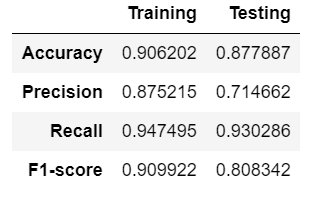 Training Testing
Accuracy 0.906202 0.877887
Precision 0.875215 0.714662
Recall 0.947495 0.930286
F1-score 0.909922 0.808342